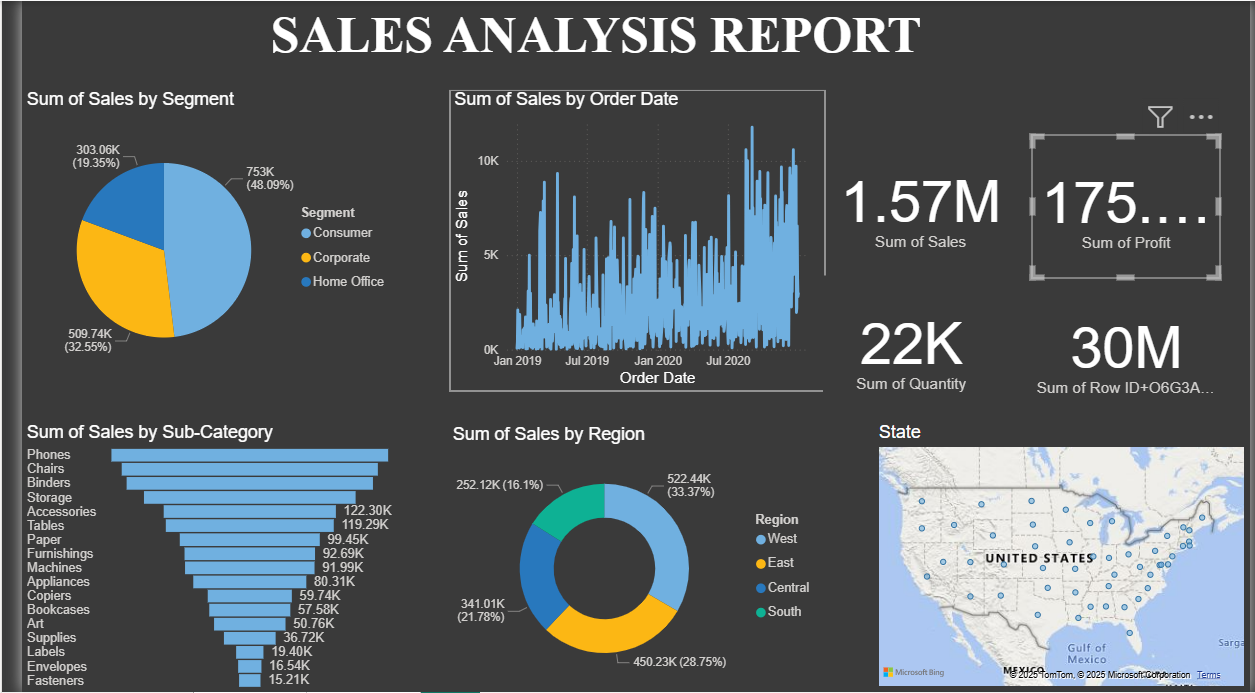 SALES ANALYSIS REPORT
Sum of Sales by Segment
303.06K
(19.35%)
753K
(48.09%)
509.74K
(32.55%)
Segment
Consumer
Corporate
Home Office
Sum of Sales by Order Date
Sum of Sales
10K
5K
0K
Jan 2019
Jul 2019
Jan 2020
Jul 2020
Order Date
1.57M
Sum of Sales
175....
Sum of Profit
22K
Sum of Quantity
30M
Sum of Row ID+O6G3A...
Sum of Sales by Sub-Category
Phones
Chairs
Binders
Storage
Accessories 122.30K
Tables 119.29K
Paper 99.45K
Furnishings 92.69K
Machines 91.99K
Appliances 80.31K
Copiers 59.74K
Bookcases 57.58K
Art 50.76K
Supplies 36.72K
Labels 19.40K
Envelopes 16.54K
Fasteners 15.21K
Sum of Sales by Region
252.12K (16.1%)
522.44K
(33.37%)
341.01K
(21.78%)
450.23K (28.75%)
Region
West
East
Central
South
State
UNITED STATES
Gulf of
Mexico
Sarga
MEXICO
Microsoft Bing
© 2025 TomTom, © 2025 Microsoft Corporation Terms